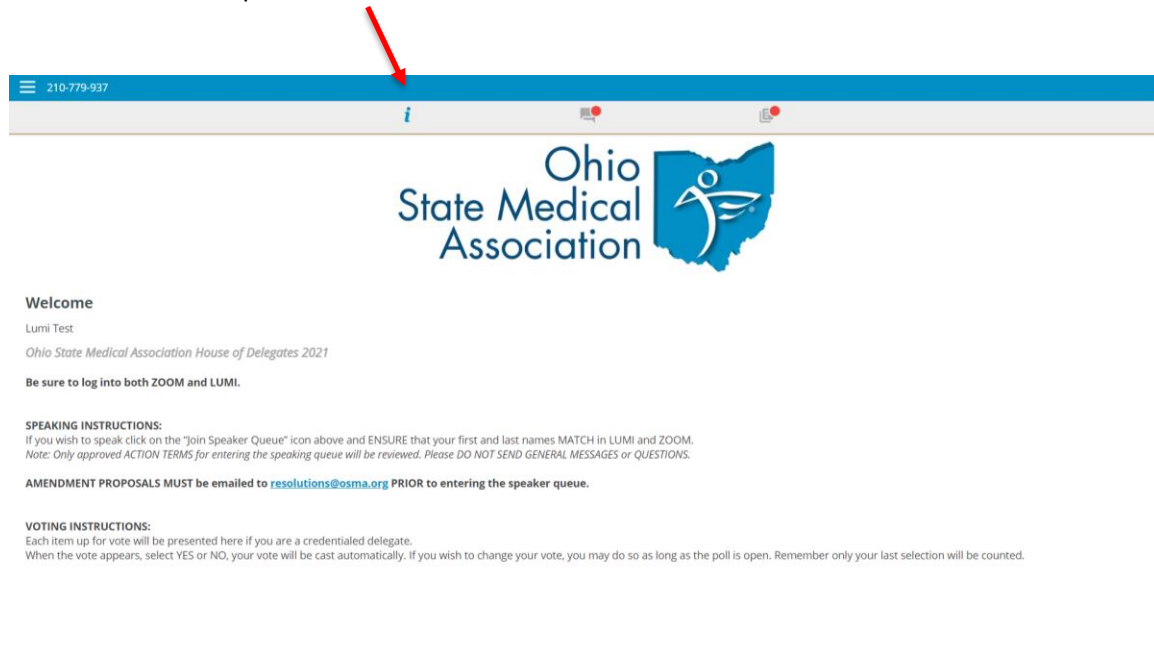 210-779-937
i
Ohio
State Medical
Association
Welcome
Lumi Test
Ohio State Medical Association House of Delegates 2021
Be sure to log into both ZOOM and LUMI.
SPEAKING INSTRUCTIONS:
If you wish to speak click on the "Join Speaker Queue" icon above and ENSURE that your first and last names MATCH in LUMI and ZOOM.
Note: Only approved ACTION TERMS for entering the speaking queue will be reviewed. Please DO NOT SEND GENERAL MESSAGES or QUESTIONS.
AMENDMENT PROPOSALS MUST be emailed to resolutions@osma.org PRIOR to entering the speaker queue.
VOTING INSTRUCTIONS:
Each item up for vote will be presented here if you are a credentialed delegate.
When the vote appears, select YES or NO, your vote will be cast automatically. If you wish to change your vote, you may do so as long as the poll is open. Remember only your last selection will be counted.